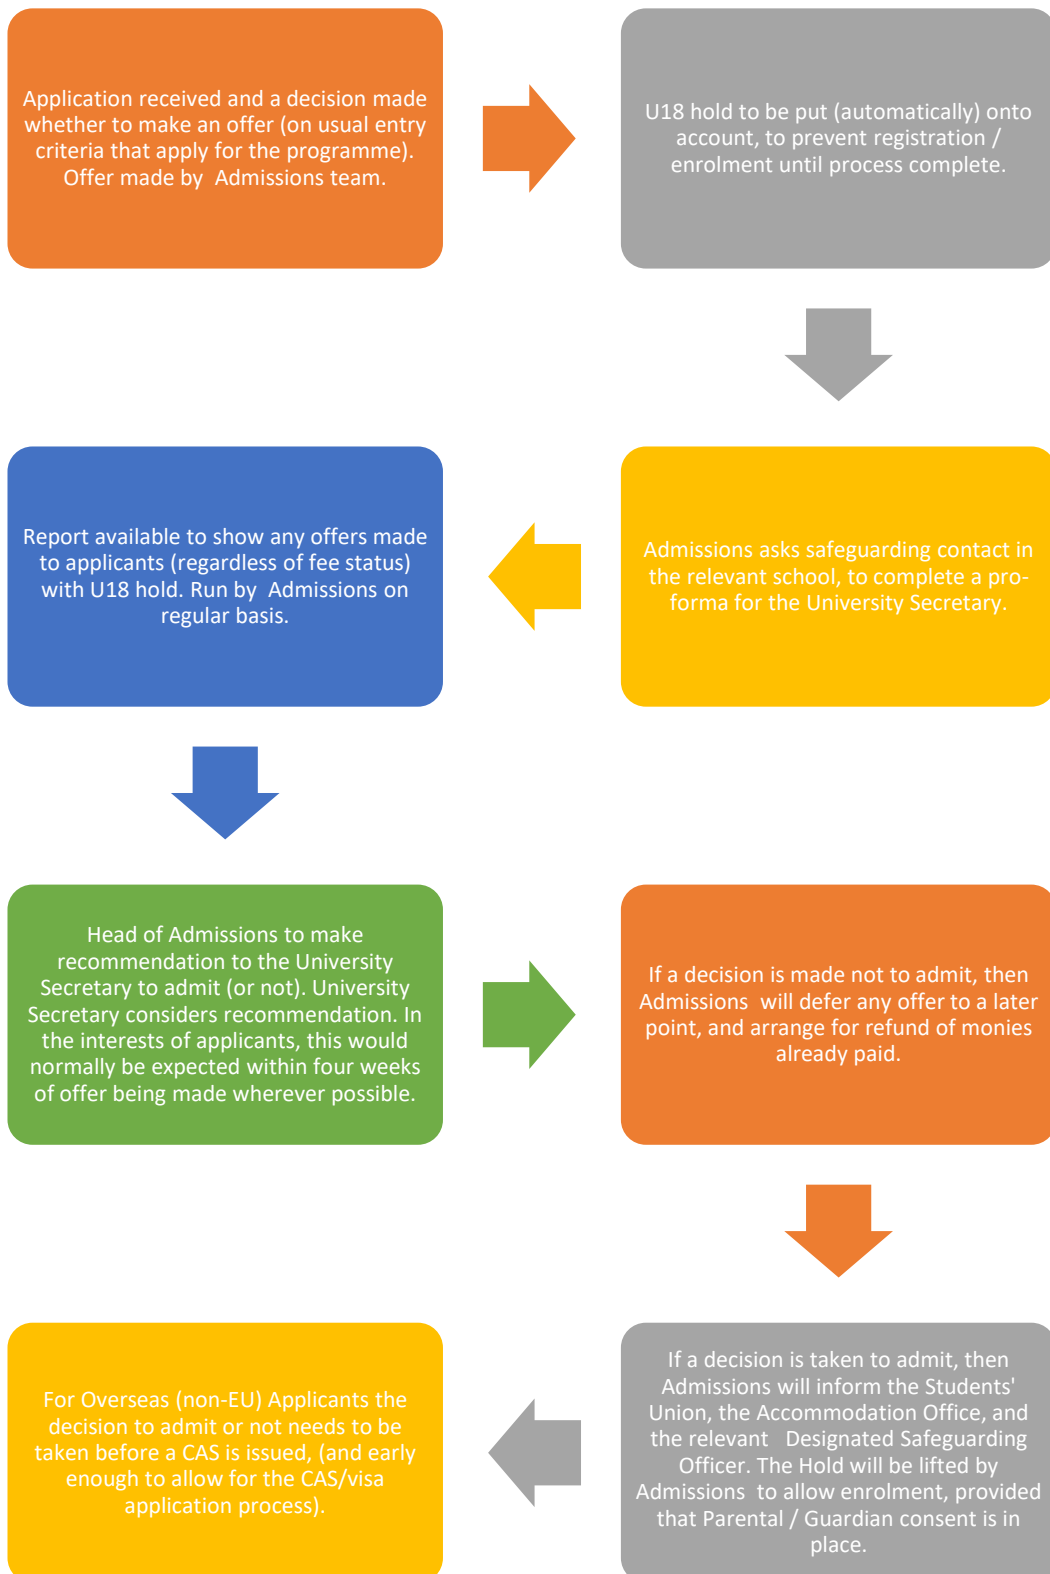 Application received and a decision made
whether to make an offer (on usual entry
criteria that apply for the programme).
Offer made by Admissions team.
U18 hold to be put (automatically) onto
account, to prevent registration /
enrolment until process complete.
Admissions asks safeguarding contact in
the relevant school, to complete a pro-
forma for the University Secretary.
Report available to show any offers made
to applicants (regardless of fee status)
with U18 hold. Run by Admissions on
regular basis.
Head of Admissions to make
recommendation to the University
Secretary to admit (or not). University
Secretary considers recommendation. In
the interests of applicants, this would
normally be expected within four weeks
of offer being made wherever possible.
If a decision is made not to admit, then
Admissions will defer any offer to a later
point, and arrange for refund of monies
already paid.
If a decision is taken to admit, then
Admissions will inform the Students'
Union, the Accommodation Office, and
the relevant Designated Safeguarding
Officer. The Hold will be lifted by
Admissions to allow enrolment, provided
that Parental / Guardian consent is in
place.
For Overseas (non-EU) Applicants the
decision to admit or not needs to be
taken before a CAS is issued, (and early
enough to allow for the CAS/visa
application process).